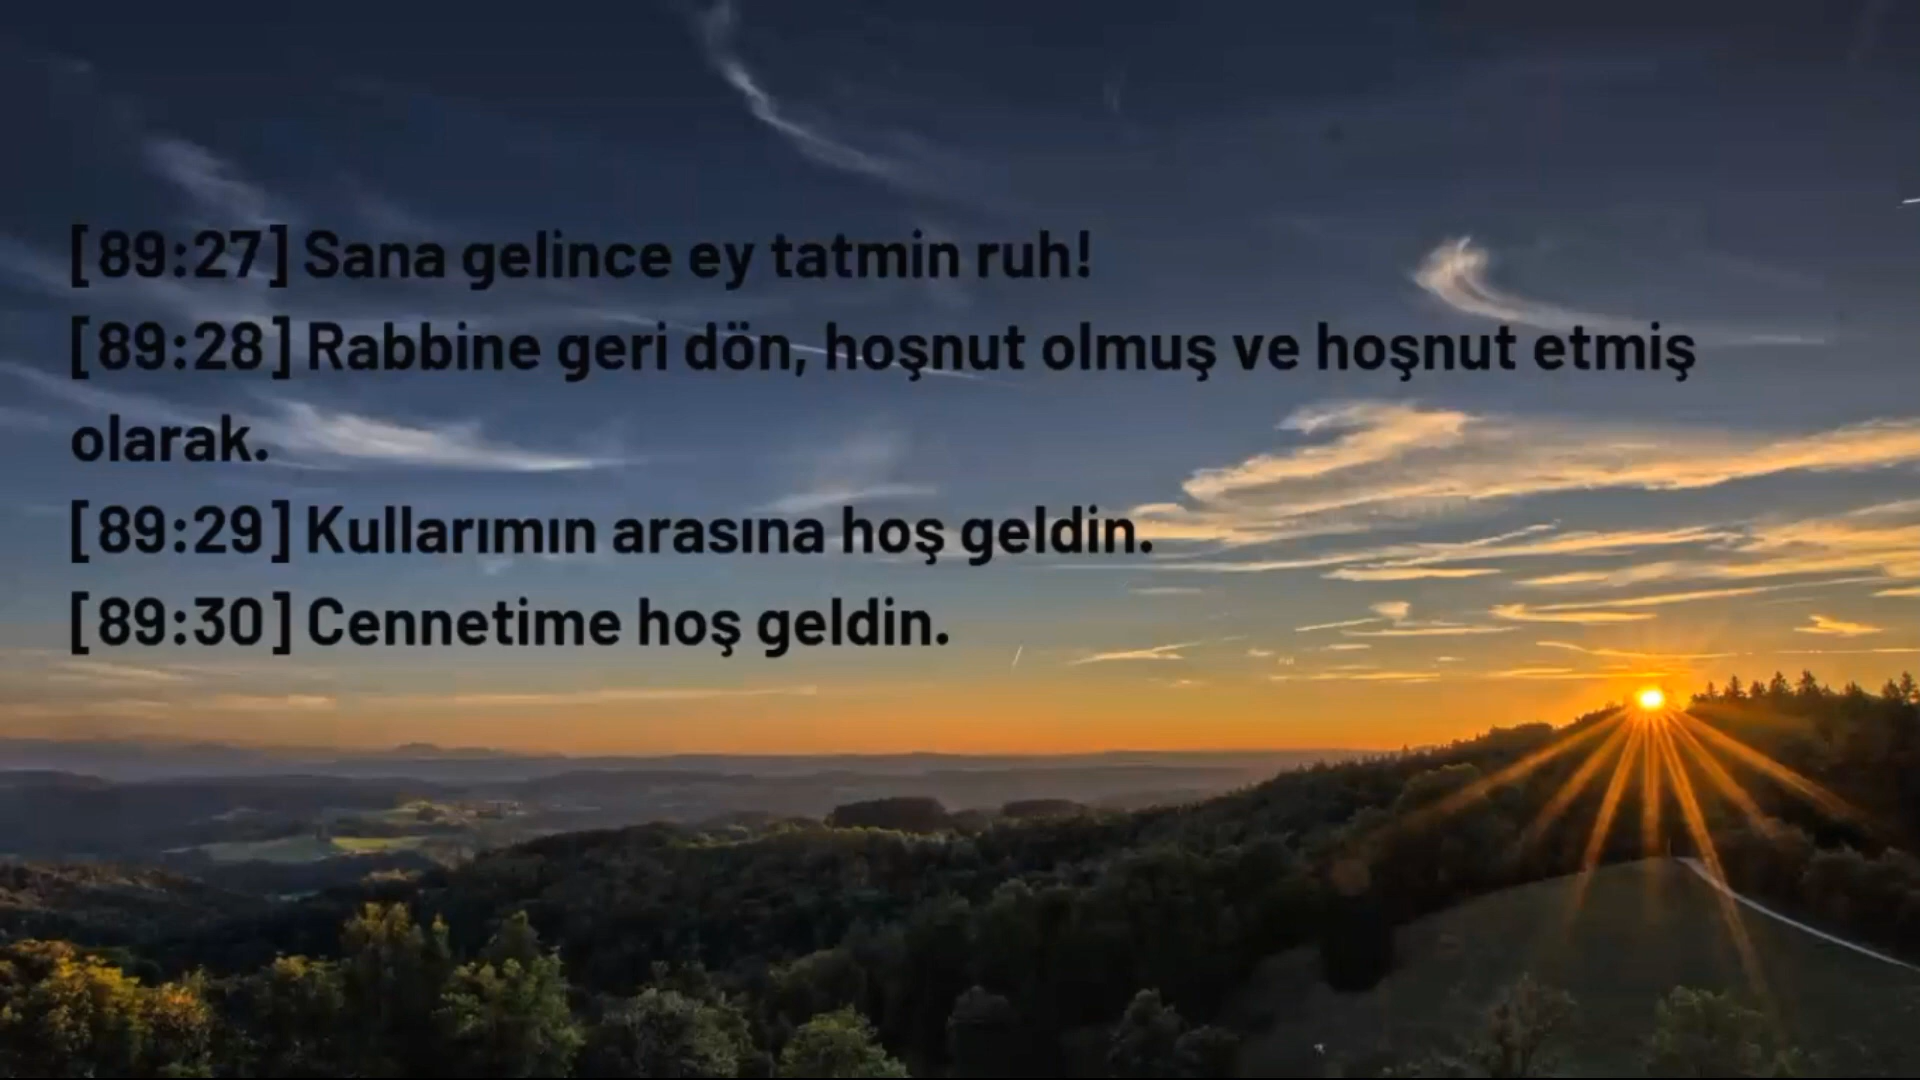 [89:27] Sana gelince ey tatmin ruh!
[89:28] Rabbine geri dön, hoşnut olmuş ve hoşnut etmiş
olarak.
[89:29] Kullarımın arasına hoş geldin.
[89:30] Cennetime hoş geldin.